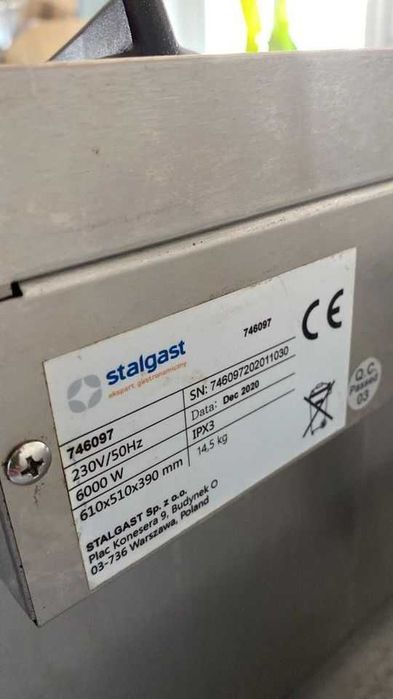 stalgast
ekspert gastronomiczny
746097
746097
230V/50Hz
6000 W
610x510x390 mm
SN: 746097202011030
Data: Dec 2020
IPX3
14,5 kg
STALGAST Sp. z o.o.
Plac Konesera 9, Budynek O
03-736 Warszawa, Poland
CE
Q.C.
Passed
03